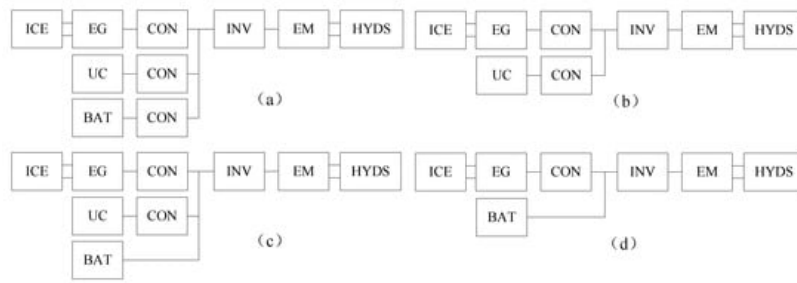 ICE EG CON INV EM HYDS
UC CON
BAT CON
(a)
ICE EG CON INV EM HYDS
UC CON
(b)
ICE EG CON INV EM HYDS
UC CON
BAT
(c)
ICE EG CON INV EM HYDS
BAT
(d)